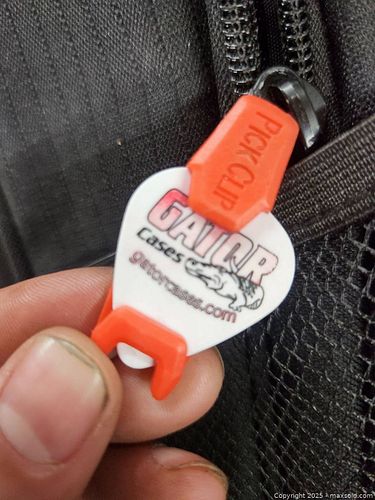 PICK CLIP
GATOR
cases
gatorcases.com
Copyright 2025 - maxsold.com